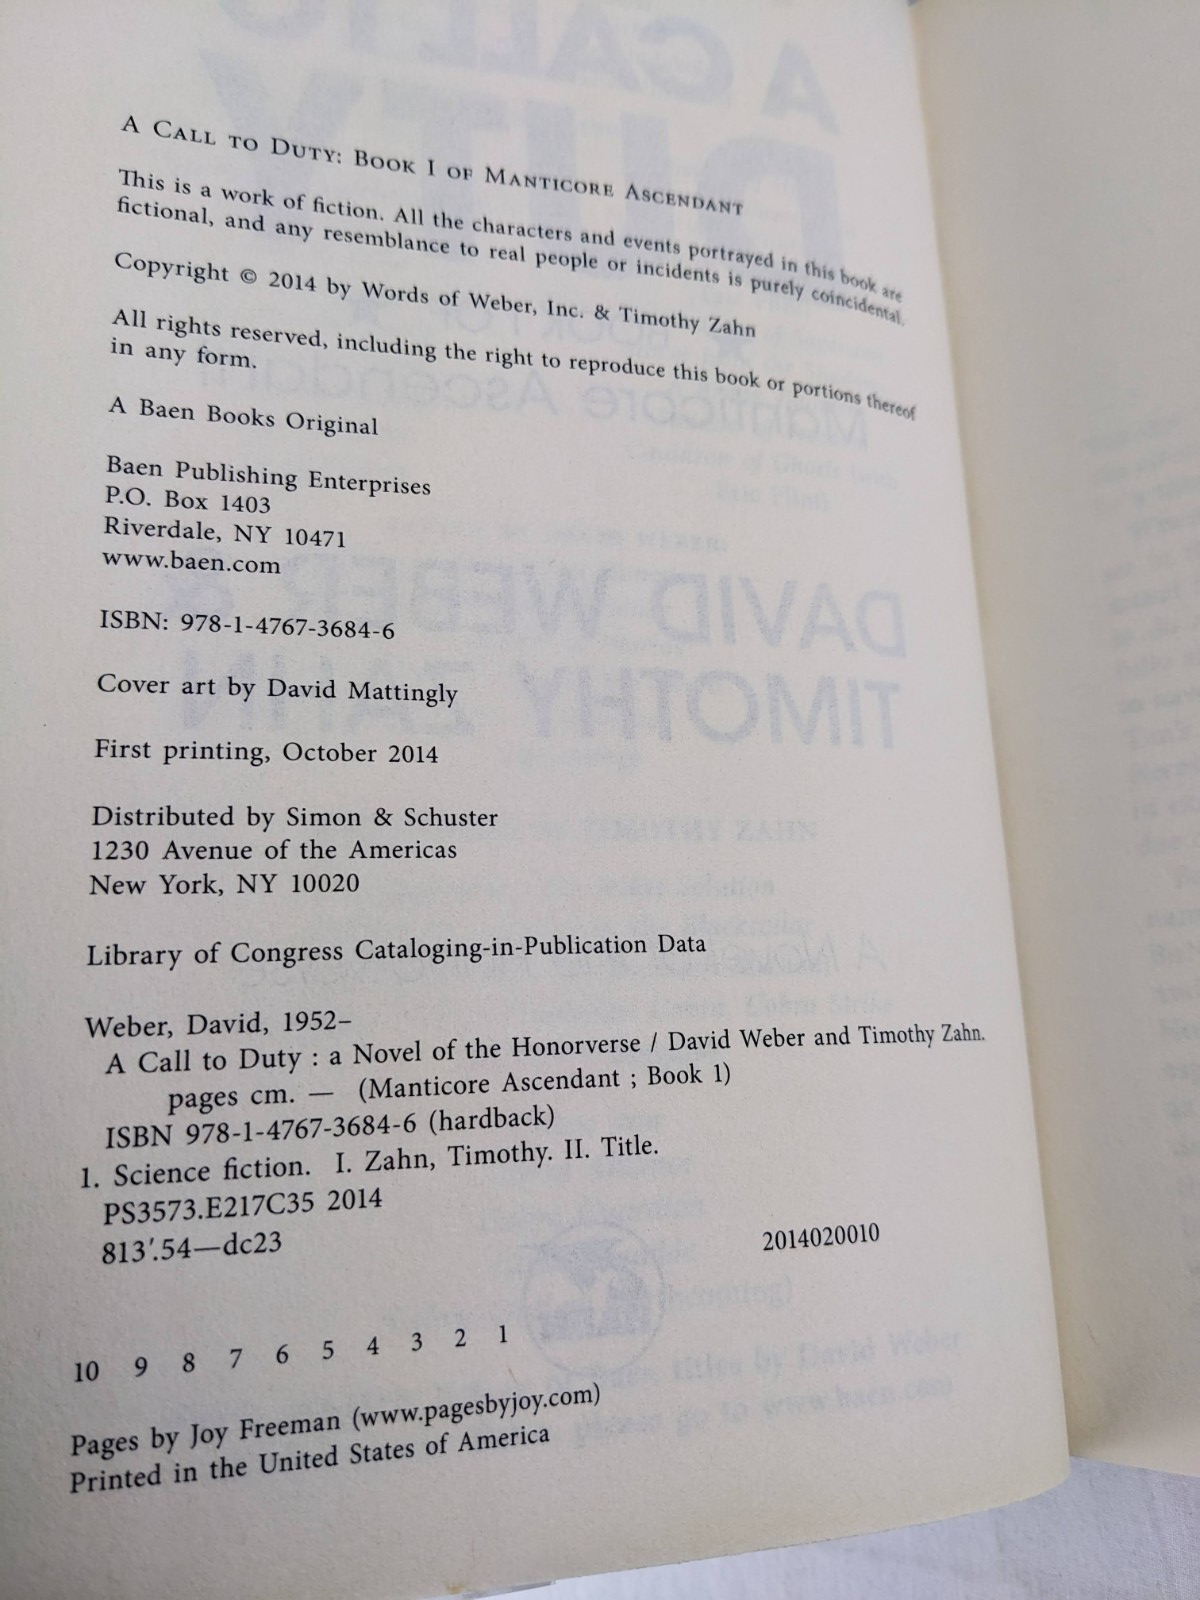 A Call to Duty: Book I of Manticore Ascendant
This is a work of fiction. All the characters and events portrayed in this book are
fictional, and any resemblance to real people or incidents is purely coincidental.
Copyright © 2014 by Words of Weber, Inc. & Timothy Zahn
All rights reserved, including the right to reproduce this book or portions thereof
in any form.
A Baen Books Original
Baen Publishing Enterprises
P.O. Box 1403
Riverdale, NY 10471
www.baen.com
ISBN: 978-1-4767-3684-6
Cover art by David Mattingly
First printing, October 2014
Distributed by Simon & Schuster
1230 Avenue of the Americas
New York, NY 10020
Library of Congress Cataloging-in-Publication Data
Weber, David, 1952–
A Call to Duty : a Novel of the Honorverse / David Weber and Timothy Zahn.
pages cm. — (Manticore Ascendant ; Book 1)
ISBN 978-1-4767-3684-6 (hardback)
1. Science fiction. I. Zahn, Timothy. II. Title.
PS3573.E217C35 2014
813'.54—dc23
2014020010
10 9 8 7 6 5 4 3 2 1
Pages by Joy Freeman (www.pagesbyjoy.com)
Printed in the United States of America